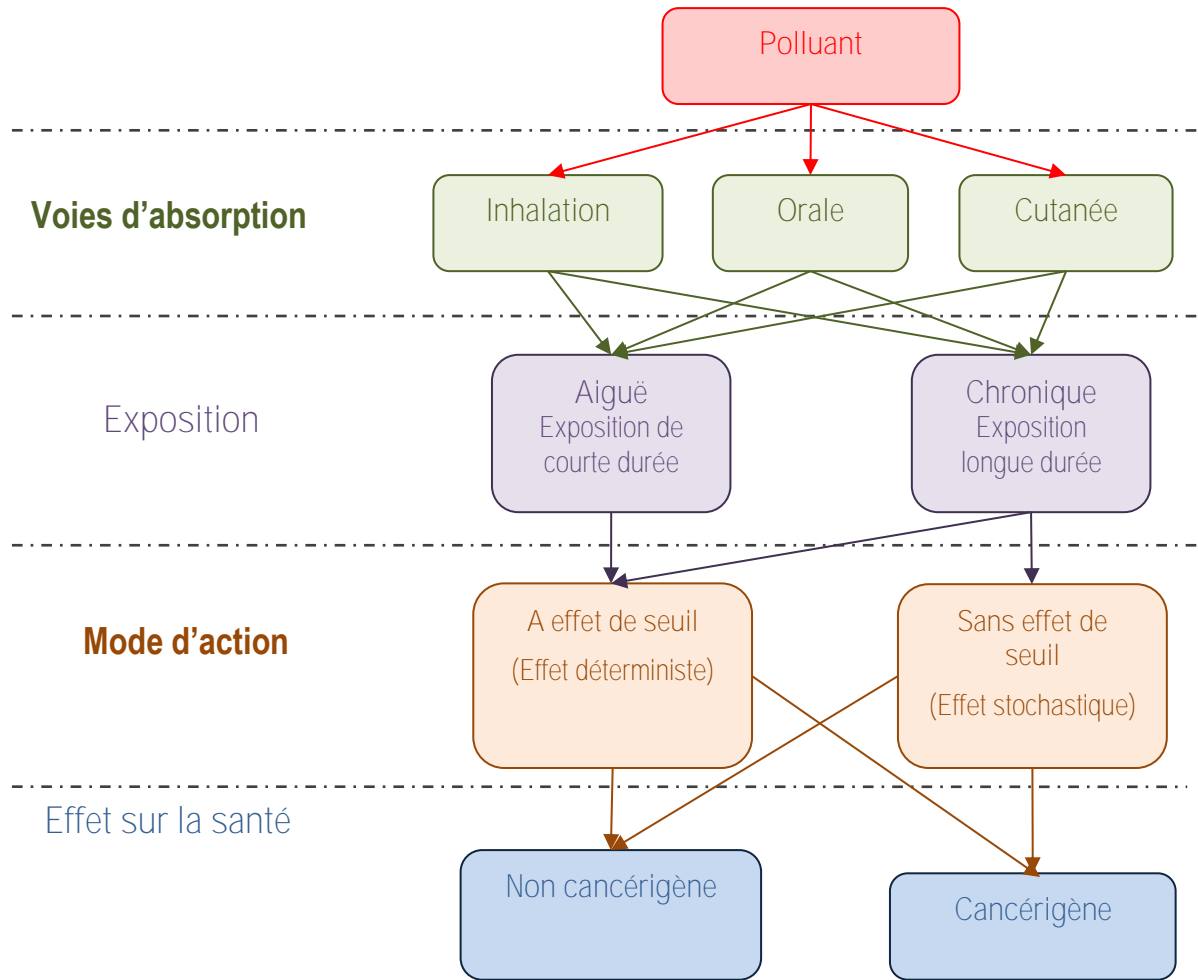 Polluant
Voies d'absorption
Inhalation
Orale
Cutanée
Exposition
Aiguë
Exposition de
courte durée
Chronique
Exposition
longue durée
Mode d'action
A effet de seuil
(Effet déterministe)
Sans effet de
seuil
(Effet stochastique)
Effet sur la santé
Non cancérigène
Cancérigène